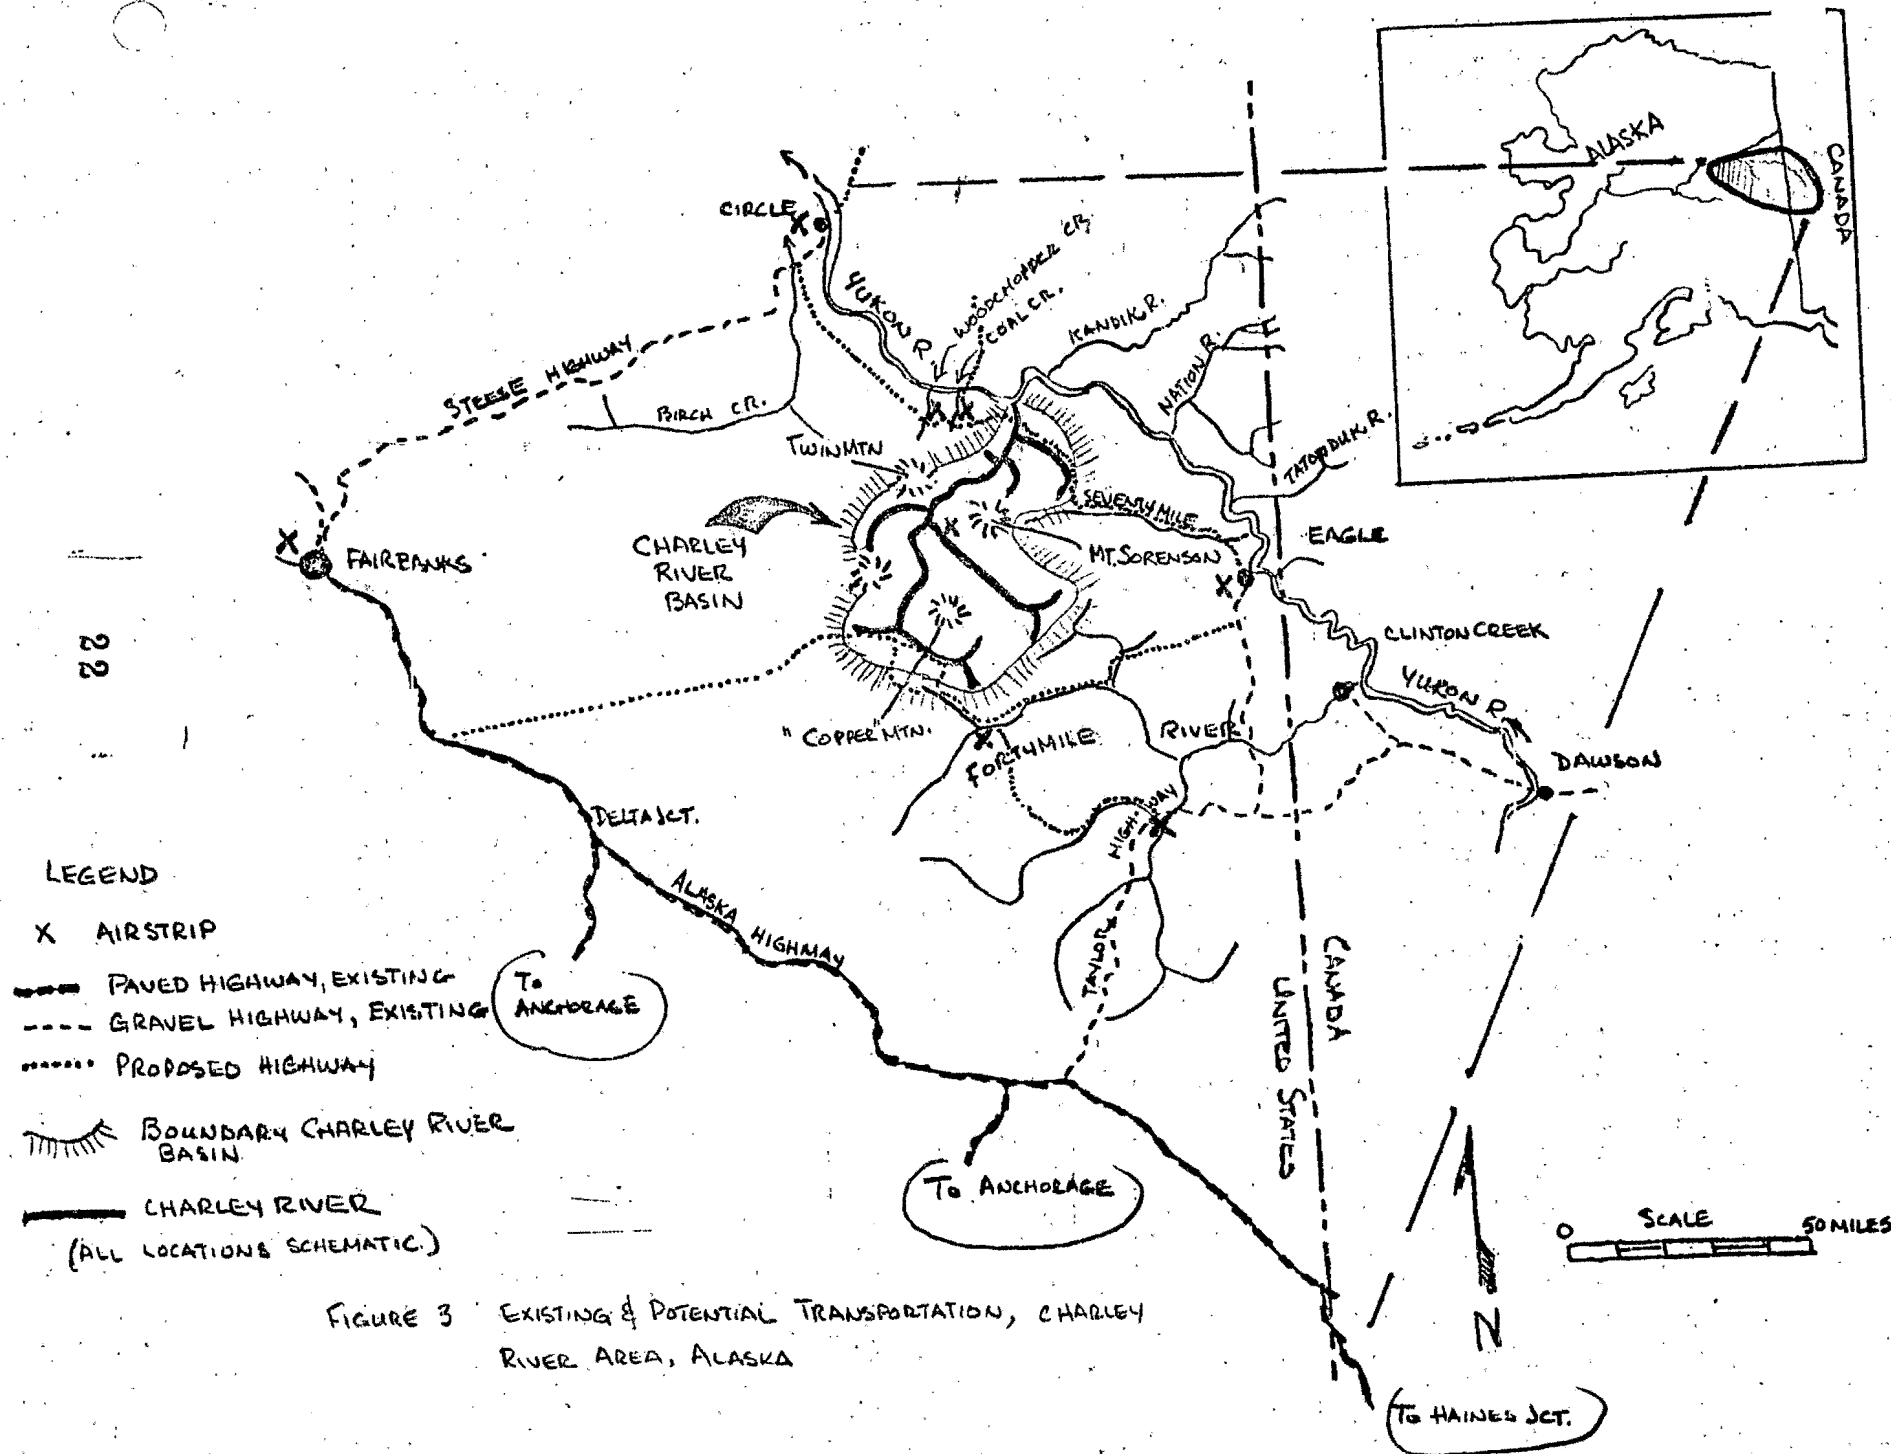 ALASKA
CANADA
CIRCLE
YUKON R.
WOODCHOPPER CR.
COAL CR.
KANDIK R.
NATION R.
TATONDUK R.
STEESE HIGHWAY
BIRCH CR.
TWIN MTN
SEVENTYMILE
EAGLE
FAIRBANKS
CHARLEY
RIVER
BASIN
MT. SORENSON
CLINTON CREEK
YUKON R.
22
"COPPER" MTN.
FORTYMILE
RIVER
DAWSON
DELTA JCT.
ALASKA
HIGHWAY
TAYLOR
HIGHWAY
CANADA
UNITED STATES
TO
ANCHORAGE
TO ANCHORAGE
LEGEND
X AIRSTRIP
PAVED HIGHWAY, EXISTING
GRAVEL HIGHWAY, EXISTING
PROPOSED HIGHWAY
BOUNDARY CHARLEY RIVER
BASIN
CHARLEY RIVER
(ALL LOCATIONS SCHEMATIC.)
0 SCALE 50 MILES
N
FIGURE 3 EXISTING & POTENTIAL TRANSPORTATION, CHARLEY
RIVER AREA, ALASKA
TO HAINES JCT.